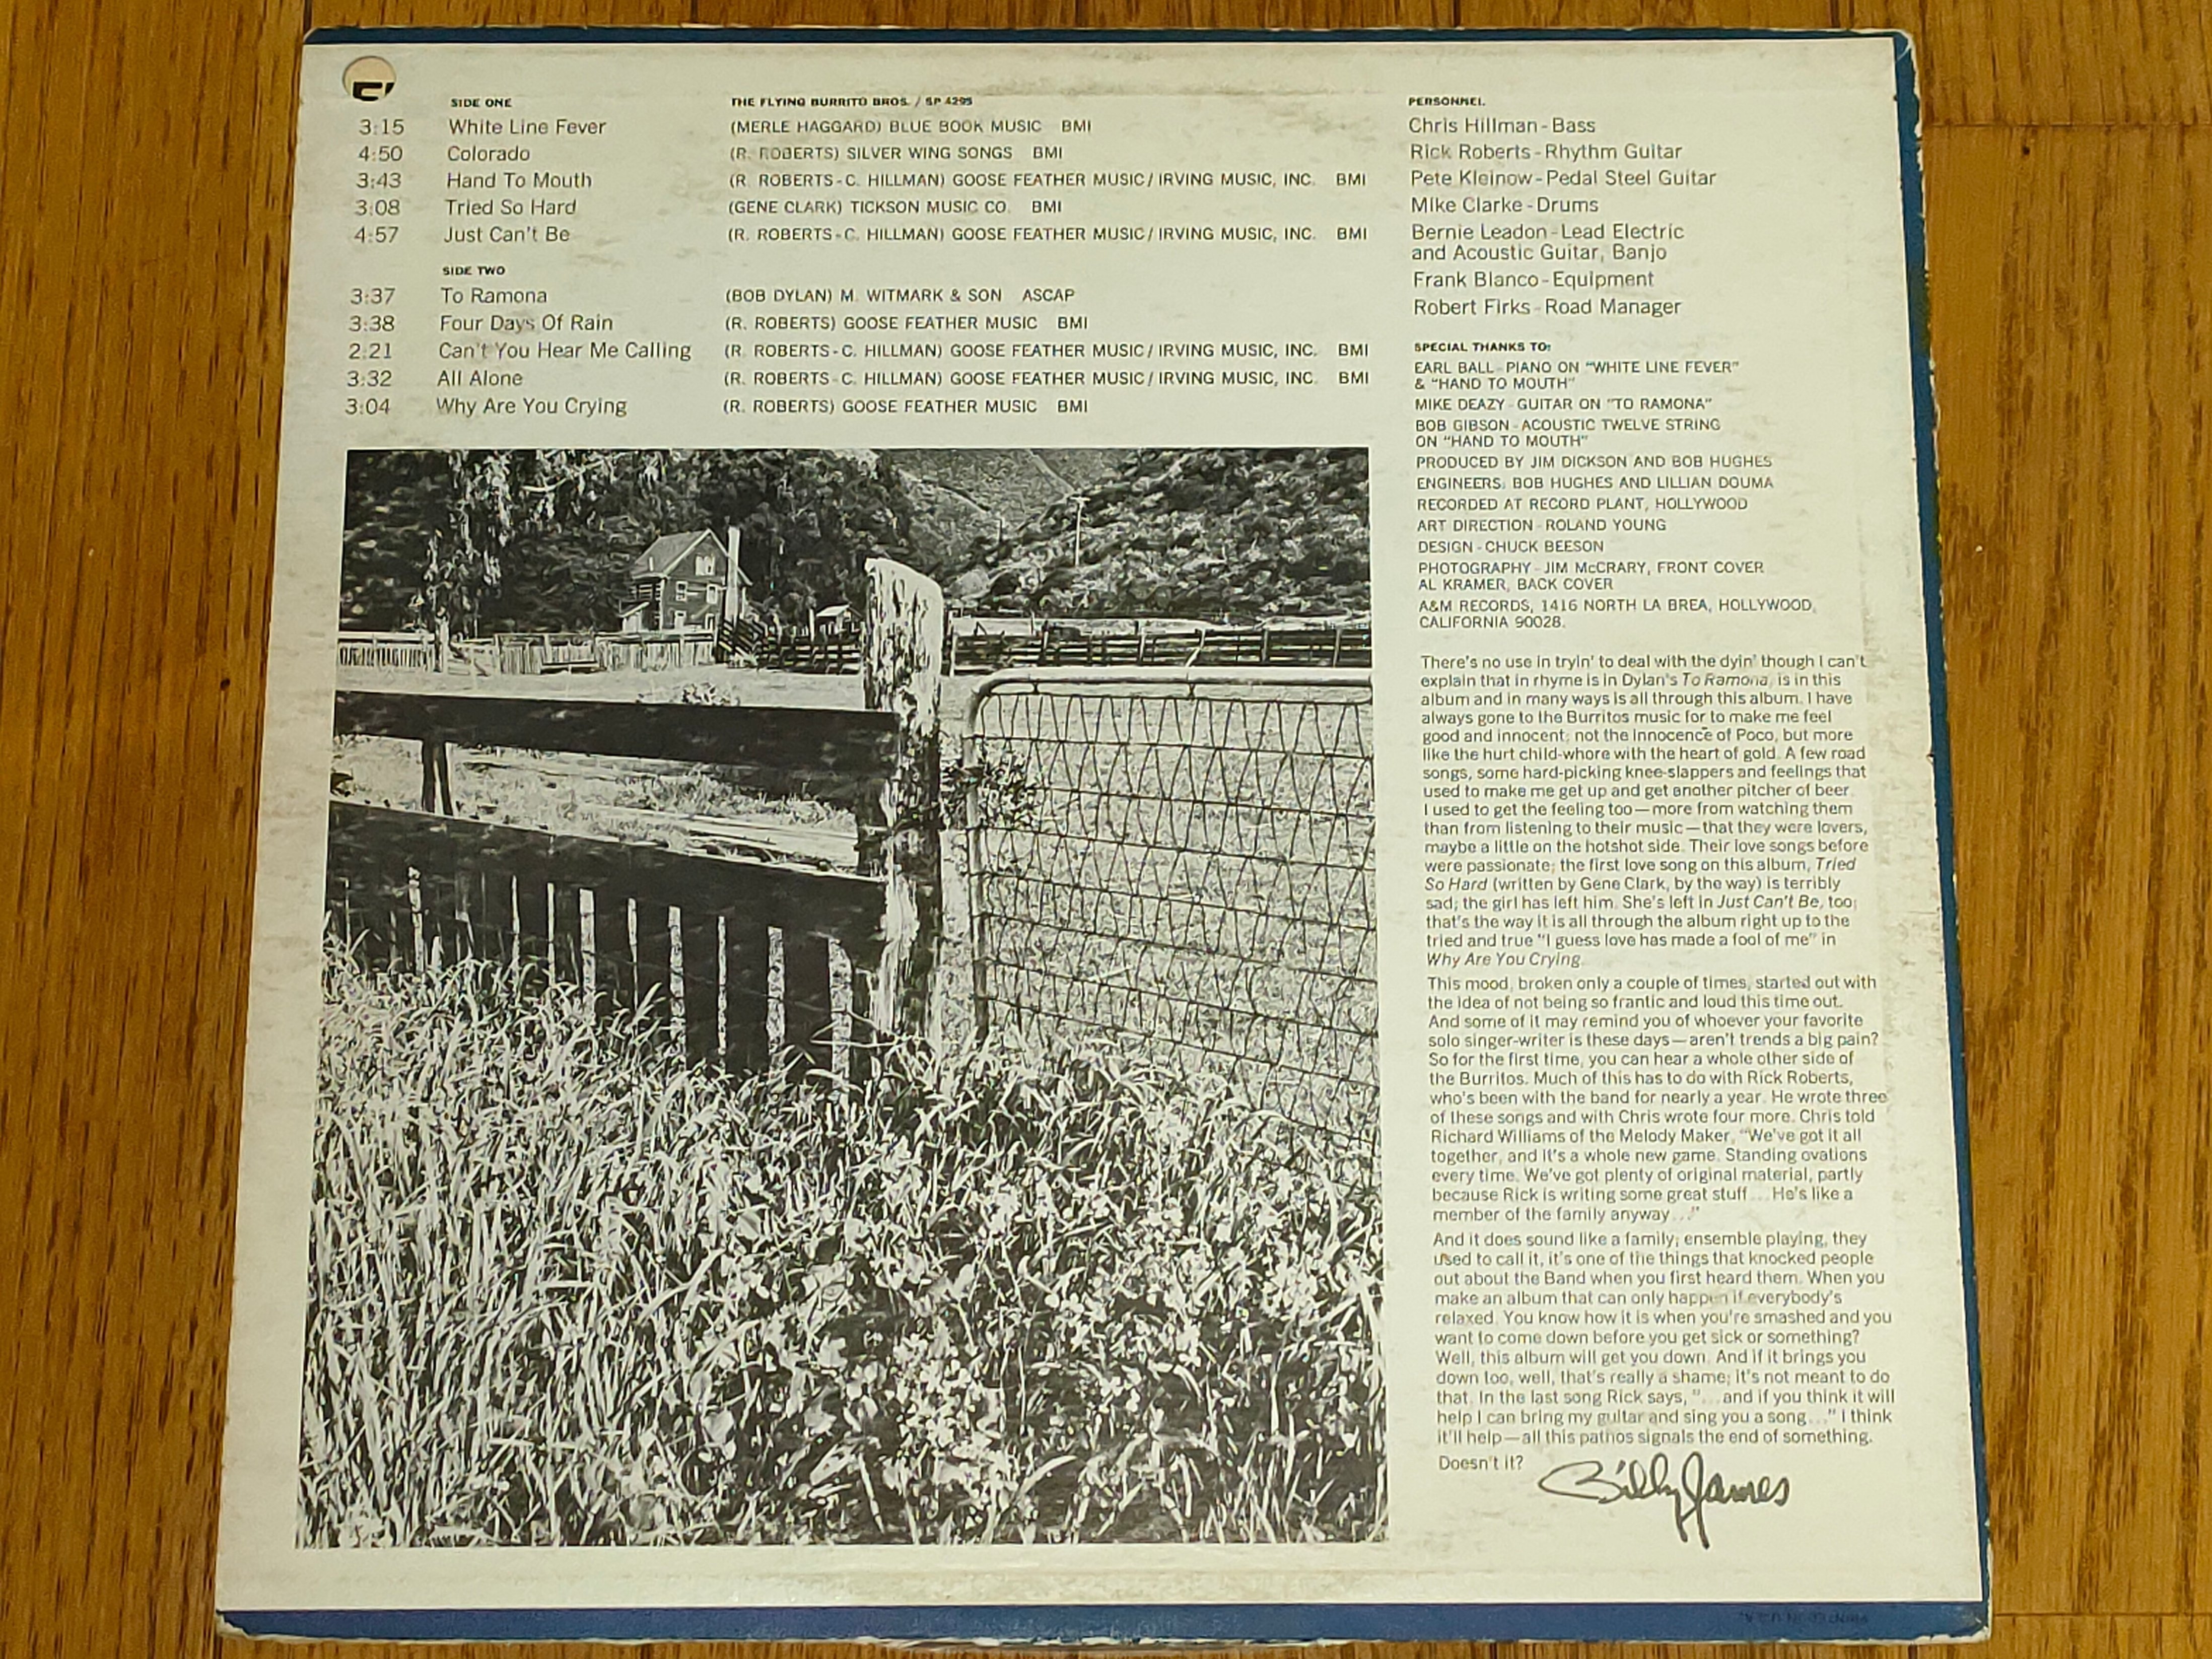 SIDE ONE
3:15 White Line Fever (MERLE HAGGARD) BLUE BOOK MUSIC BMI
4:50 Colorado (R. ROBERTS) SILVER WING SONGS BMI
3:43 Hand To Mouth (R. ROBERTS-C. HILLMAN) GOOSE FEATHER MUSIC/IRVING MUSIC, INC. BMI
3:08 Tried So Hard (GENE CLARK) TICKSON MUSIC CO. BMI
4:57 Just Can't Be (R. ROBERTS-C. HILLMAN) GOOSE FEATHER MUSIC/IRVING MUSIC, INC. BMI
SIDE TWO
3:37 To Ramona (BOB DYLAN) M. WITMARK & SON ASCAP
3:38 Four Days Of Rain (R. ROBERTS) GOOSE FEATHER MUSIC BMI
2:21 Can't You Hear Me Calling (R. ROBERTS-C. HILLMAN) GOOSE FEATHER MUSIC/IRVING MUSIC, INC. BMI
3:32 All Alone (R. ROBERTS-C. HILLMAN) GOOSE FEATHER MUSIC/IRVING MUSIC, INC. BMI
3:04 Why Are You Crying (R. ROBERTS) GOOSE FEATHER MUSIC BMI
THE FLYING BURRITO BROS. / SP 4295
PERSONNEL
Chris Hillman-Bass
Rick Roberts-Rhythm Guitar
Pete Kleinow-Pedal Steel Guitar
Mike Clarke-Drums
Bernie Leadon-Lead Electric
and Acoustic Guitar, Banjo
Frank Blanco-Equipment
Robert Firks-Road Manager
SPECIAL THANKS TO:
EARL BALL-PIANO ON "WHITE LINE FEVER"
& "HAND TO MOUTH"
MIKE DEAZY-GUITAR ON "TO RAMONA"
BOB GIBSON-ACOUSTIC TWELVE STRING
ON "HAND TO MOUTH"
PRODUCED BY JIM DICKSON AND BOB HUGHES
ENGINEERS: BOB HUGHES AND LILLIAN DOUMA
RECORDED AT RECORD PLANT, HOLLYWOOD
ART DIRECTION-ROLAND YOUNG
DESIGN-CHUCK BEESON
PHOTOGRAPHY-JIM McCRARY, FRONT COVER
AL KRAMER, BACK COVER
A&M RECORDS, 1416 NORTH LA BREA, HOLLYWOOD,
CALIFORNIA 90028.
There's no use in tryin' to deal with the dyin' though I can't
explain that in rhyme is in Dylan's To Ramona, is in this
album and in many ways is all through this album. I have
always gone to the Burritos music for to make me feel
good and innocent; not the innocence of Poco, but more
like the hurt child-whore with the heart of gold. A few road
songs, some hard-picking knee-slappers and feelings that
used to make me get up and get another pitcher of beer.
I used to get the feeling too—more from watching them
than from listening to their music—that they were lovers,
maybe a little on the hotshot side. Their love songs before
were passionate; the first love song on this album, Tried
So Hard (written by Gene Clark, by the way) is terribly
sad; the girl has left him. She's left in Just Can't Be, too;
that's the way it is all through the album right up to the
tried and true "I guess love has made a fool of me" in
Why Are You Crying.
This mood, broken only a couple of times, started out with
the idea of not being so frantic and loud this time out.
And some of it may remind you of whoever your favorite
solo singer-writer is these days—aren't trends a big pain?
So for the first time, you can hear a whole other side of
the Burritos. Much of this has to do with Rick Roberts,
who's been with the band for nearly a year. He wrote three
of these songs and with Chris wrote four more. Chris told
Richard Williams of the Melody Maker, "We've got it all
together, and it's a whole new game. Standing ovations
every time. We've got plenty of original material, partly
because Rick is writing some great stuff... He's like a
member of the family anyway..."
And it does sound like a family; ensemble playing, they
used to call it, it's one of the things that knocked people
out about the Band when you first heard them. When you
make an album that can only happen if everybody's
relaxed. You know how it is when you're smashed and you
want to come down before you get sick or something?
Well, this album will get you down. And if it brings you
down too, well, that's really a shame; it's not meant to do
that. In the last song Rick says, "...and if you think it will
help I can bring my guitar and sing you a song..." I think
it'll help—all this pathos signals the end of something.
Doesn't it?
Billy James